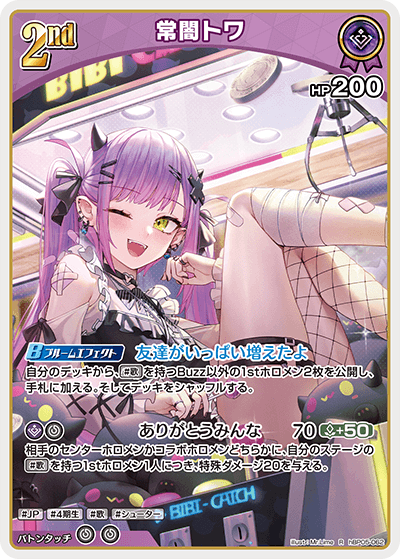 2nd
常闇トワ
HP200
BIBI
B ブルームエフェクト 友達がいっぱい増えたよ
自分のデッキから、#歌を持つBuzz以外の1stホロメン2枚を公開し、
手札に加える。そしてデッキをシャッフルする。
ありがとうみんな 70 +50
相手のセンターホロメンかコラボホロメンどちらかに、自分のステージの
#歌を持つ1stホロメン1人につき、特殊ダメージ20を与える。
BIBI-CATCH
#JP #4期生 #歌 #シューター
バトンタッチ
Illust: Mr.Lime R hBP05-062